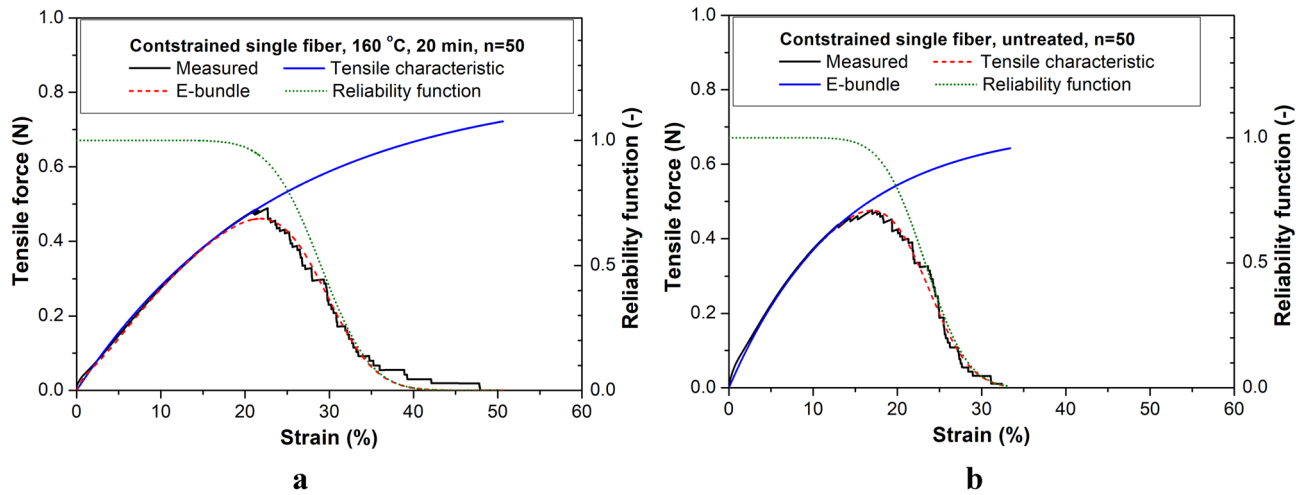 Contstrained single fiber, 160 °C, 20 min, n=50
Measured Tensile characteristic
E-bundle Reliability function
Tensile force (N)
1.0
0.8
0.6
0.4
0.2
0.0
0 10 20 30 40 50 60
Strain (%)
1.0
0.5
0.0
Reliability function (-)
a
Contstrained single fiber, untreated, n=50
Measured Tensile characteristic
E-bundle Reliability function
Tensile force (N)
1.0
0.8
0.6
0.4
0.2
0.0
0 10 20 30 40 50 60
Strain (%)
1.0
0.5
0.0
Reliability function (-)
b